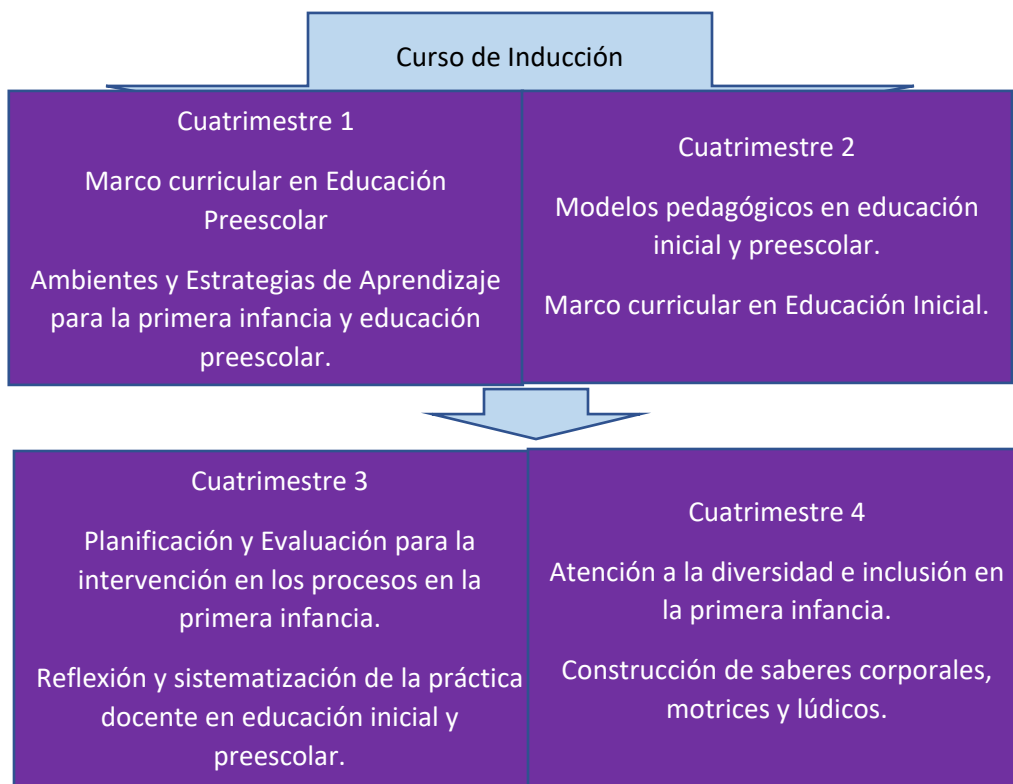 Curso de Inducción
Cuatrimestre 1
Marco curricular en Educación
Preescolar
Ambientes y Estrategias de Aprendizaje
para la primera infancia y educación
preescolar.
Cuatrimestre 2
Modelos pedagógicos en educación
inicial y preescolar.
Marco curricular en Educación Inicial.
Cuatrimestre 3
Planificación y Evaluación para la
intervención en los procesos en la
primera infancia.
Reflexión y sistematización de la práctica
docente en educación inicial y
preescolar.
Cuatrimestre 4
Atención a la diversidad e inclusión en
la primera infancia.
Construcción de saberes corporales,
motrices y lúdicos.